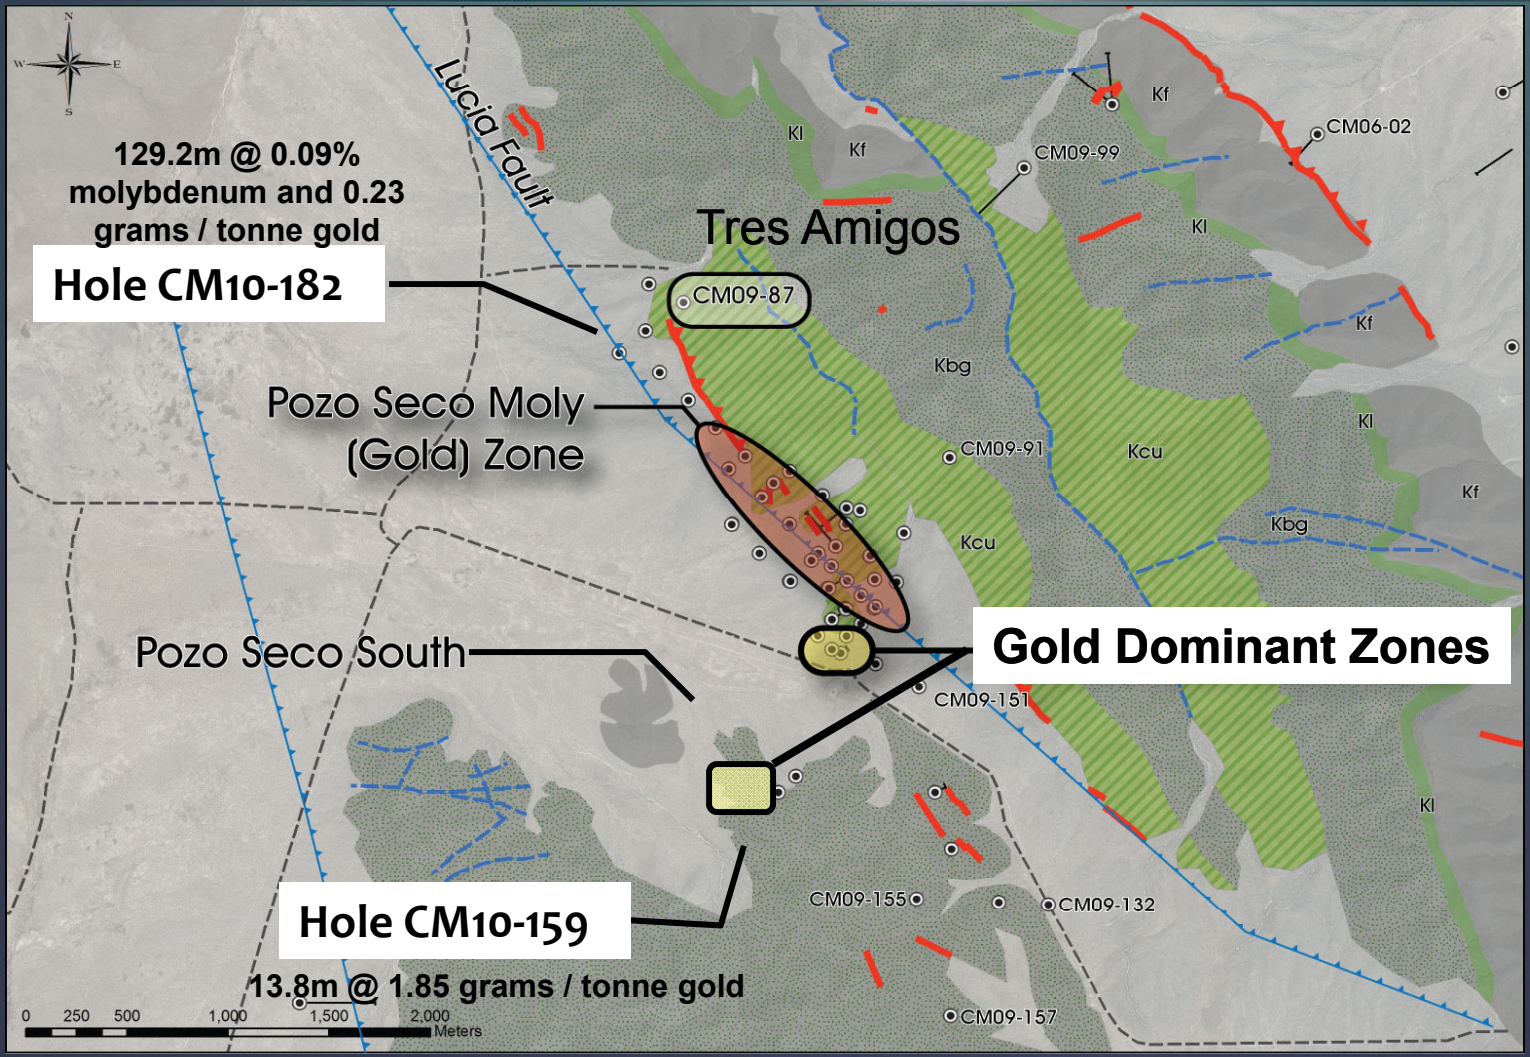 N
W E
S
Lucia Fault
Kl
Kf
Kf
CM06-02
CM09-99
129.2m @ 0.09%
molybdenum and 0.23
grams / tonne gold
Tres Amigos
Kl
Hole CM10-182
CM09-87
Kf
Kbg
Pozo Seco Moly
(Gold) Zone
Kl
CM09-91
Kcu
Kf
Kbg
Kcu
Pozo Seco South
Gold Dominant Zones
CM09-151
Kl
CM09-155
CM09-132
Hole CM10-159
13.8m @ 1.85 grams / tonne gold
CM09-157
0 250 500 1,000 1,500 2,000
Meters